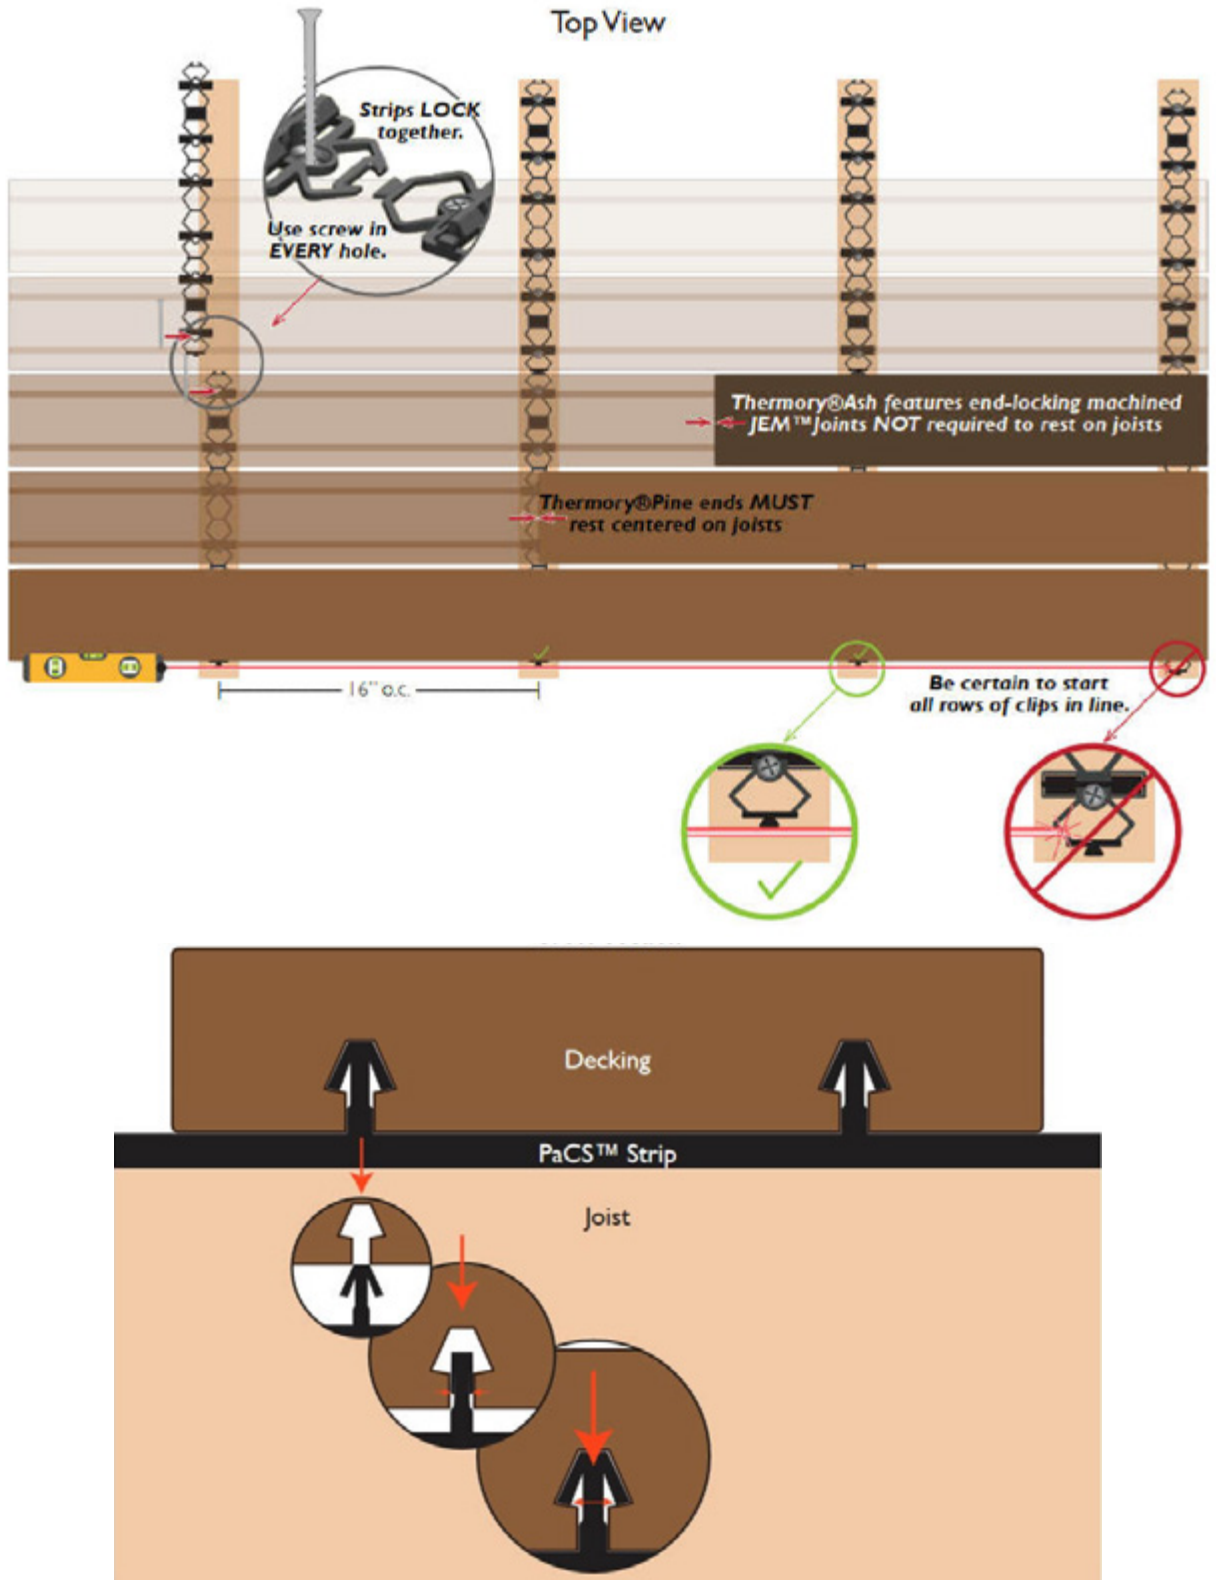 Top View
Strips LOCK
together.
Use screw in
EVERY hole.
Thermory®Ash features end-locking machined
JEM™Joints NOT required to rest on joists
Thermory®Pine ends MUST
rest centered on joists
16" o.c.
Be certain to start
all rows of clips in line.
Decking
PaCS™ Strip
Joist